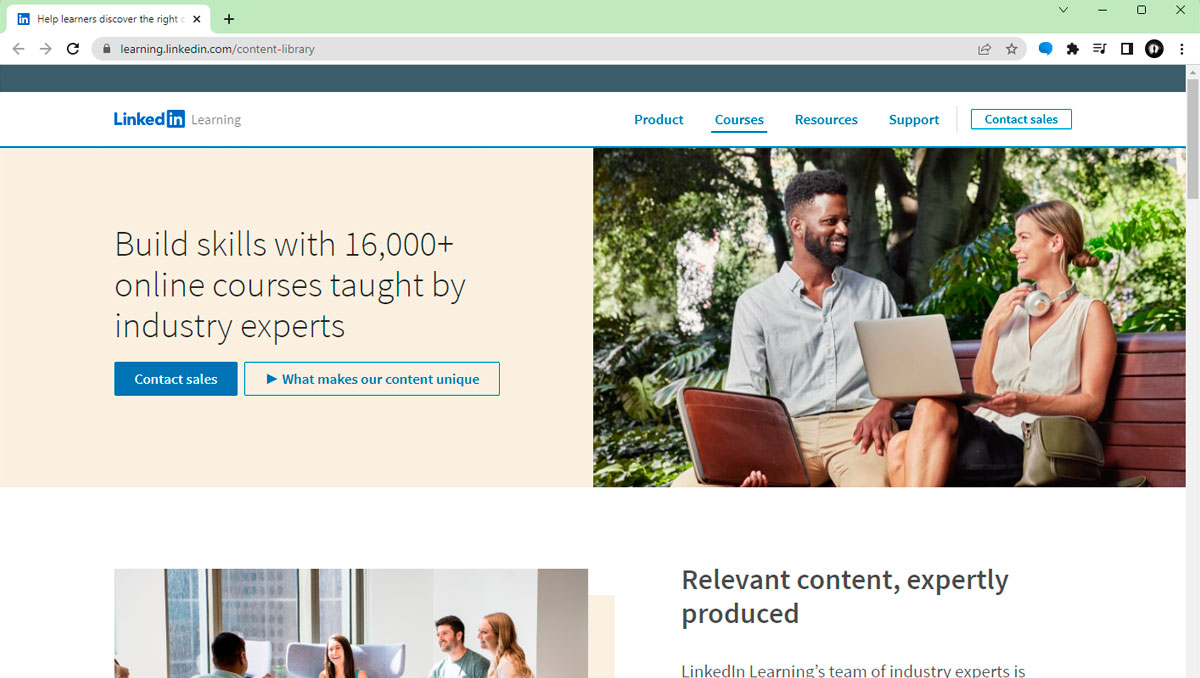 Help learners discover the right c
learning.linkedin.com/content-library
Linked in Learning
Product Courses Resources Support Contact sales
Build skills with 16,000+
online courses taught by
industry experts
Contact sales ▶ What makes our content unique
Relevant content, expertly
produced
LinkedIn Learning’s team of industry experts is